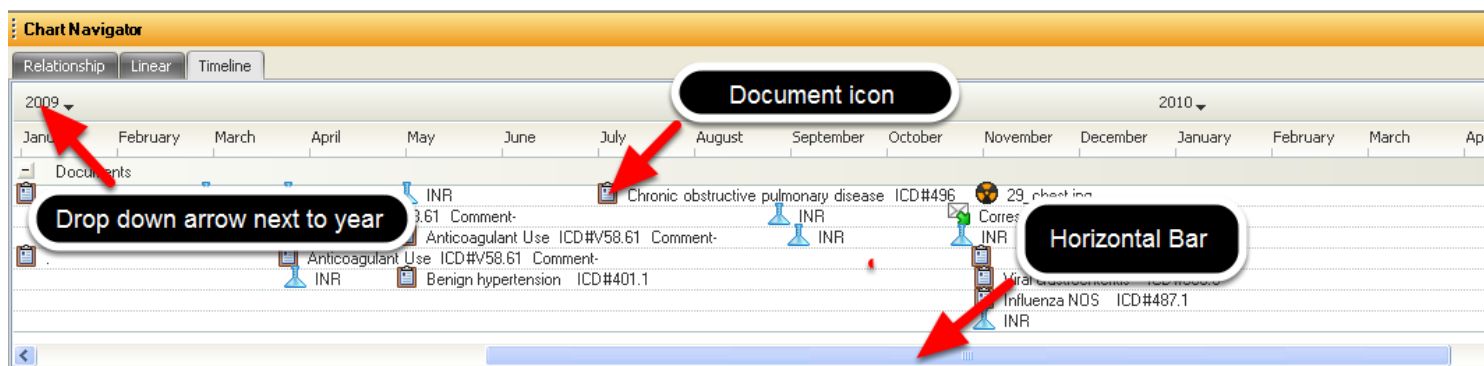 Chart Navigator
Relationship Linear Timeline
Document icon
2009 2010
Janu February March April May June July August September October November December January February March Ap
Documents
INR Chronic obstructive pulmonary disease ICD#496 29_chest.jpg
Drop down arrow next to year
.61 Comment- INR Corres
Anticoagulant Use ICD#V58.61 Comment- INR INR
Horizontal Bar
. Anticoagulant Use ICD#V58.61 Comment-
INR Benign hypertension ICD#401.1
Influenza NOS ICD#487.1
INR